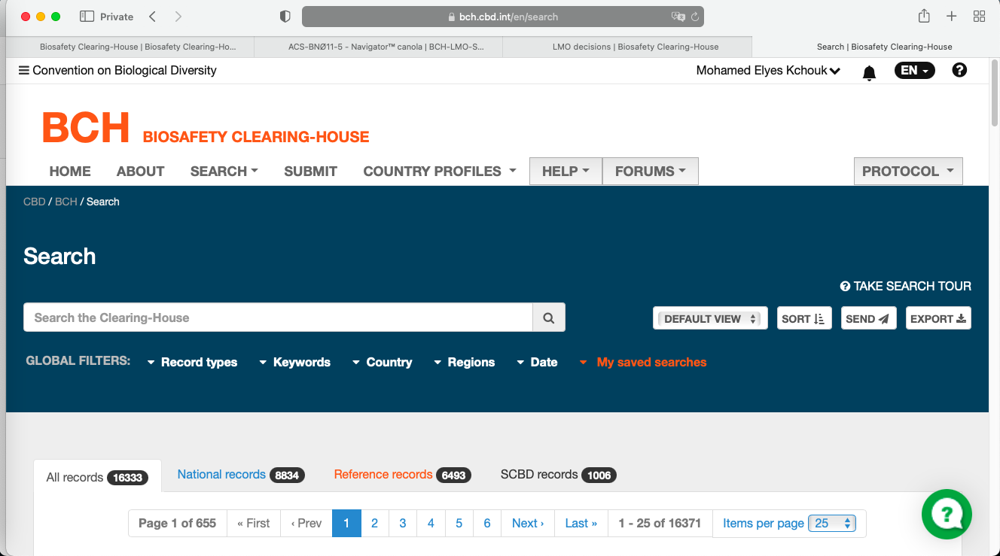 Private
bch.cbd.int/en/search
Biosafety Clearing-House | Biosafety Clearing-Ho...
ACS-BNØ11-5 - Navigator™ canola | BCH-LMO-S...
LMO decisions | Biosafety Clearing-House
Search | Biosafety Clearing-House
Convention on Biological Diversity
Mohamed Elyes Kchouk
EN
?
BCH BIOSAFETY CLEARING-HOUSE
HOME ABOUT SEARCH SUBMIT COUNTRY PROFILES HELP FORUMS PROTOCOL
CBD / BCH / Search
Search
? TAKE SEARCH TOUR
Search the Clearing-House
DEFAULT VIEW SORT SEND EXPORT
GLOBAL FILTERS: Record types Keywords Country Regions Date My saved searches
All records 16333 National records 8834 Reference records 6493 SCBD records 1006
Page 1 of 655 « First ‹ Prev 1 2 3 4 5 6 Next › Last » 1 - 25 of 16371 Items per page 25
?